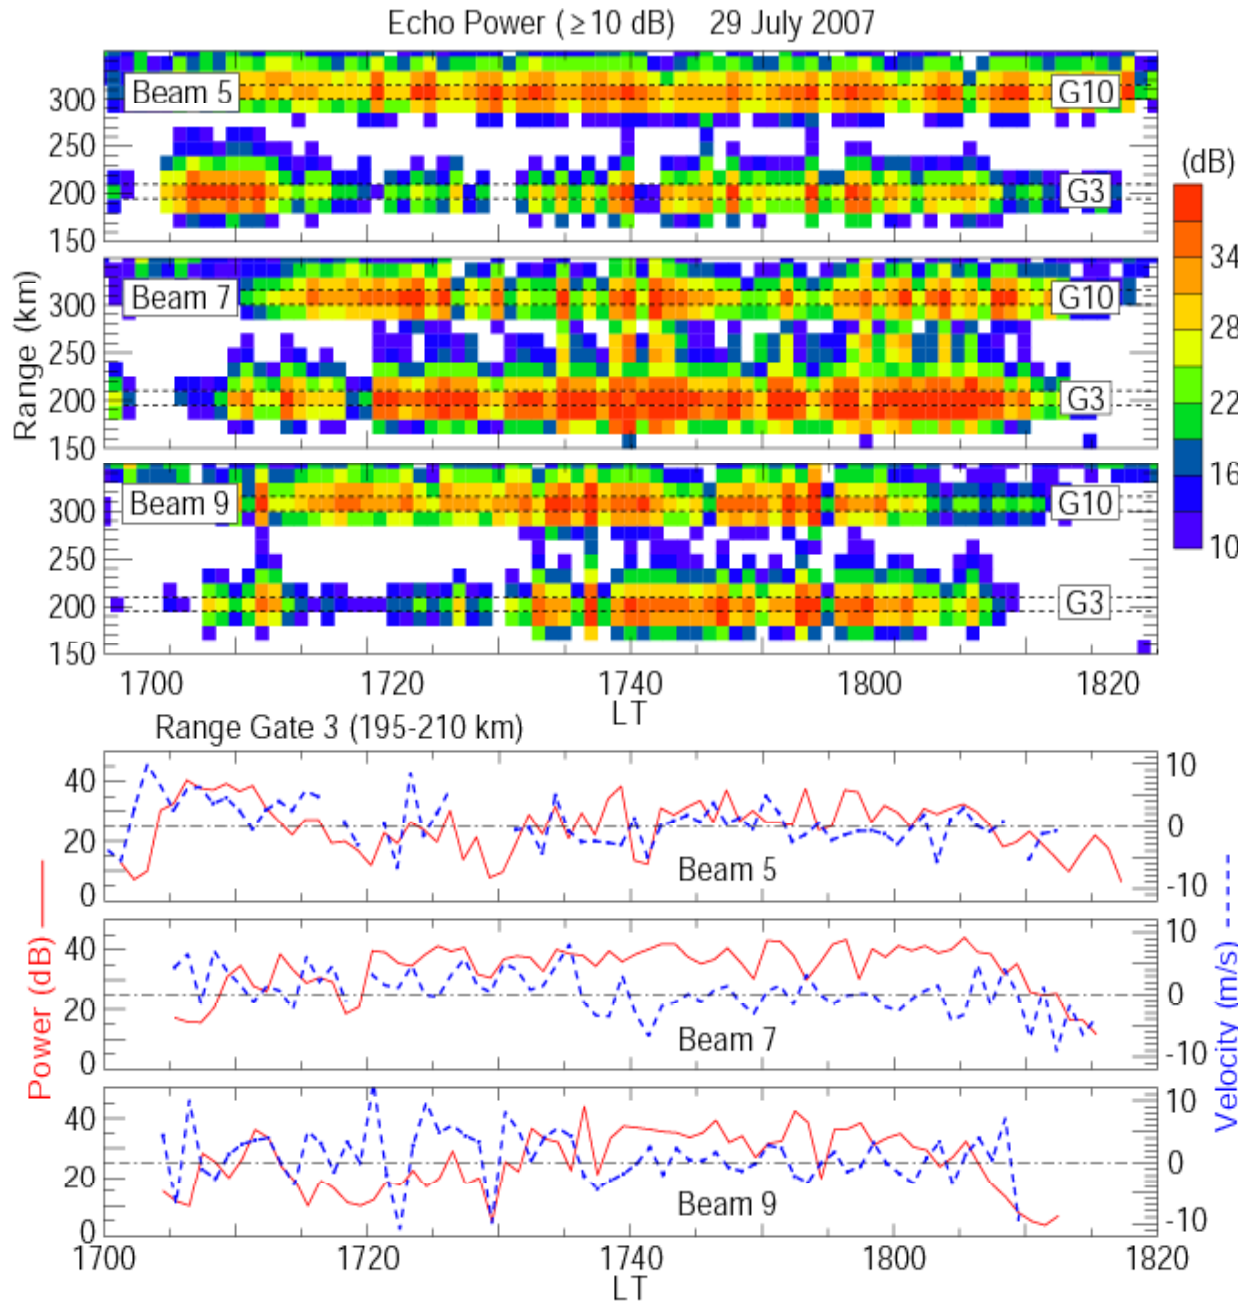 Echo Power (≥10 dB) 29 July 2007
Beam 5
G10
G3
300
250
200
150
Beam 7
G10
G3
300
250
200
150
Range (km)
Beam 9
G10
G3
300
250
200
150
1700 1720 1740 1800 1820
LT
(dB)
34
28
22
16
10
Range Gate 3 (195-210 km)
40
20
0
Beam 5
10
0
-10
40
20
0
Beam 7
10
0
-10
40
20
0
Beam 9
10
0
-10
Power (dB)
Velocity (m/s)
1700 1720 1740 1800 1820
LT